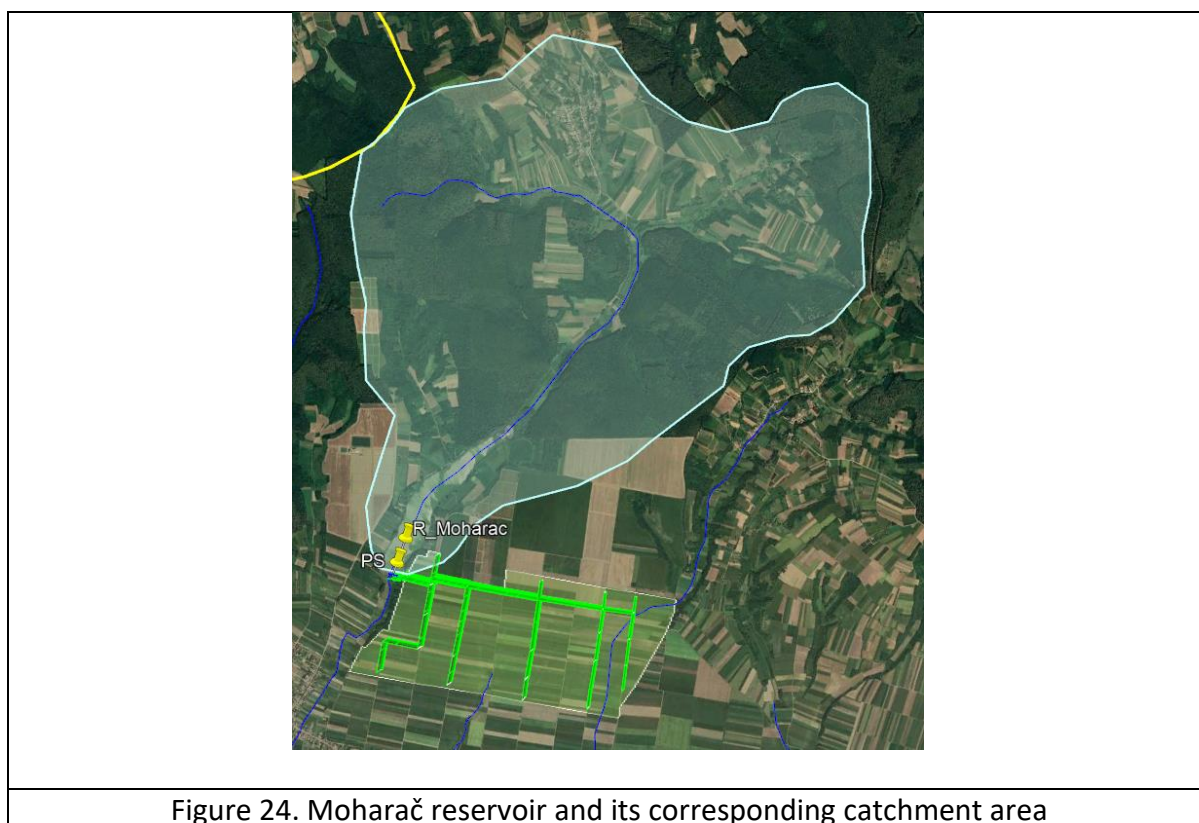 R_Moharac
PS
Figure 24. Moharač reservoir and its corresponding catchment area